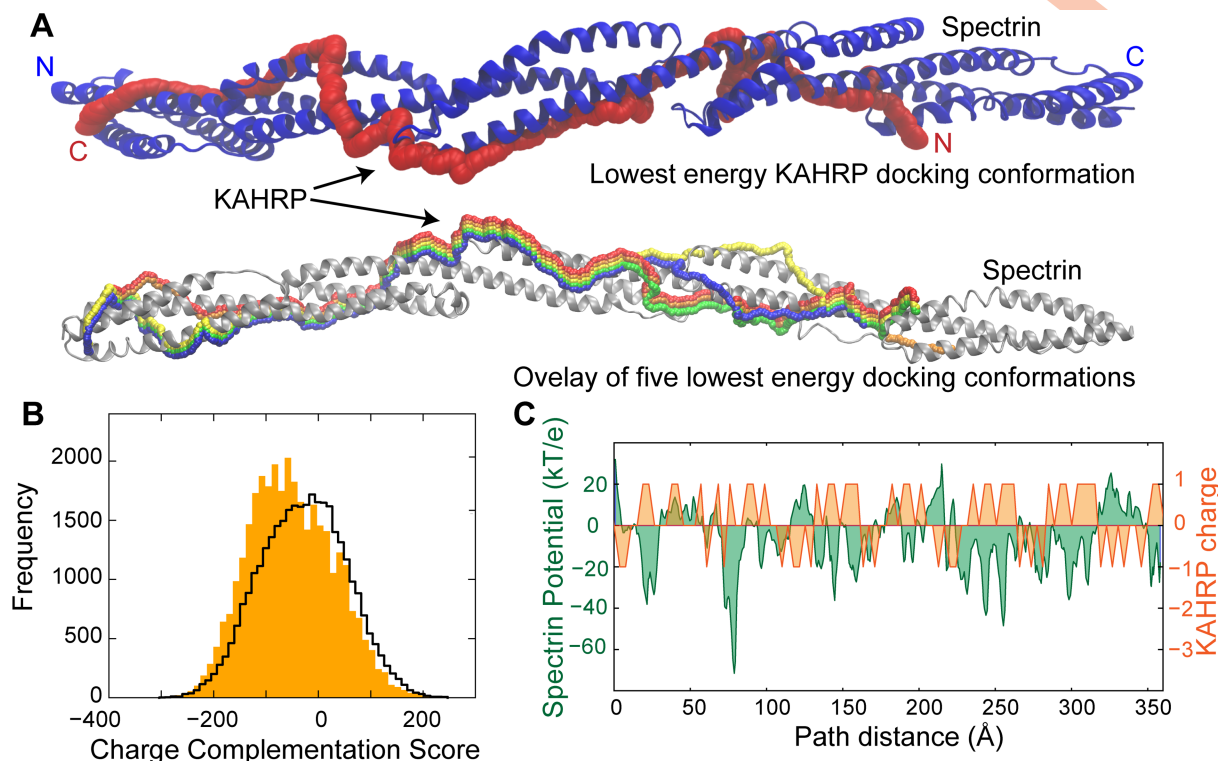 A
Spectrin
N
C
C
N
Lowest energy KAHRP docking conformation
KAHRP
Spectrin
Ovelay of five lowest energy docking conformations
B
2000
1500
1000
500
0
−400
−200
0
200
Frequency
Charge Complementation Score
C
20
0
−20
−40
−60
Spectrin Potential (kT/e)
1
0
−1
−2
−3
KAHRP charge
0
50
100
150
200
250
300
350
Path distance (Å)